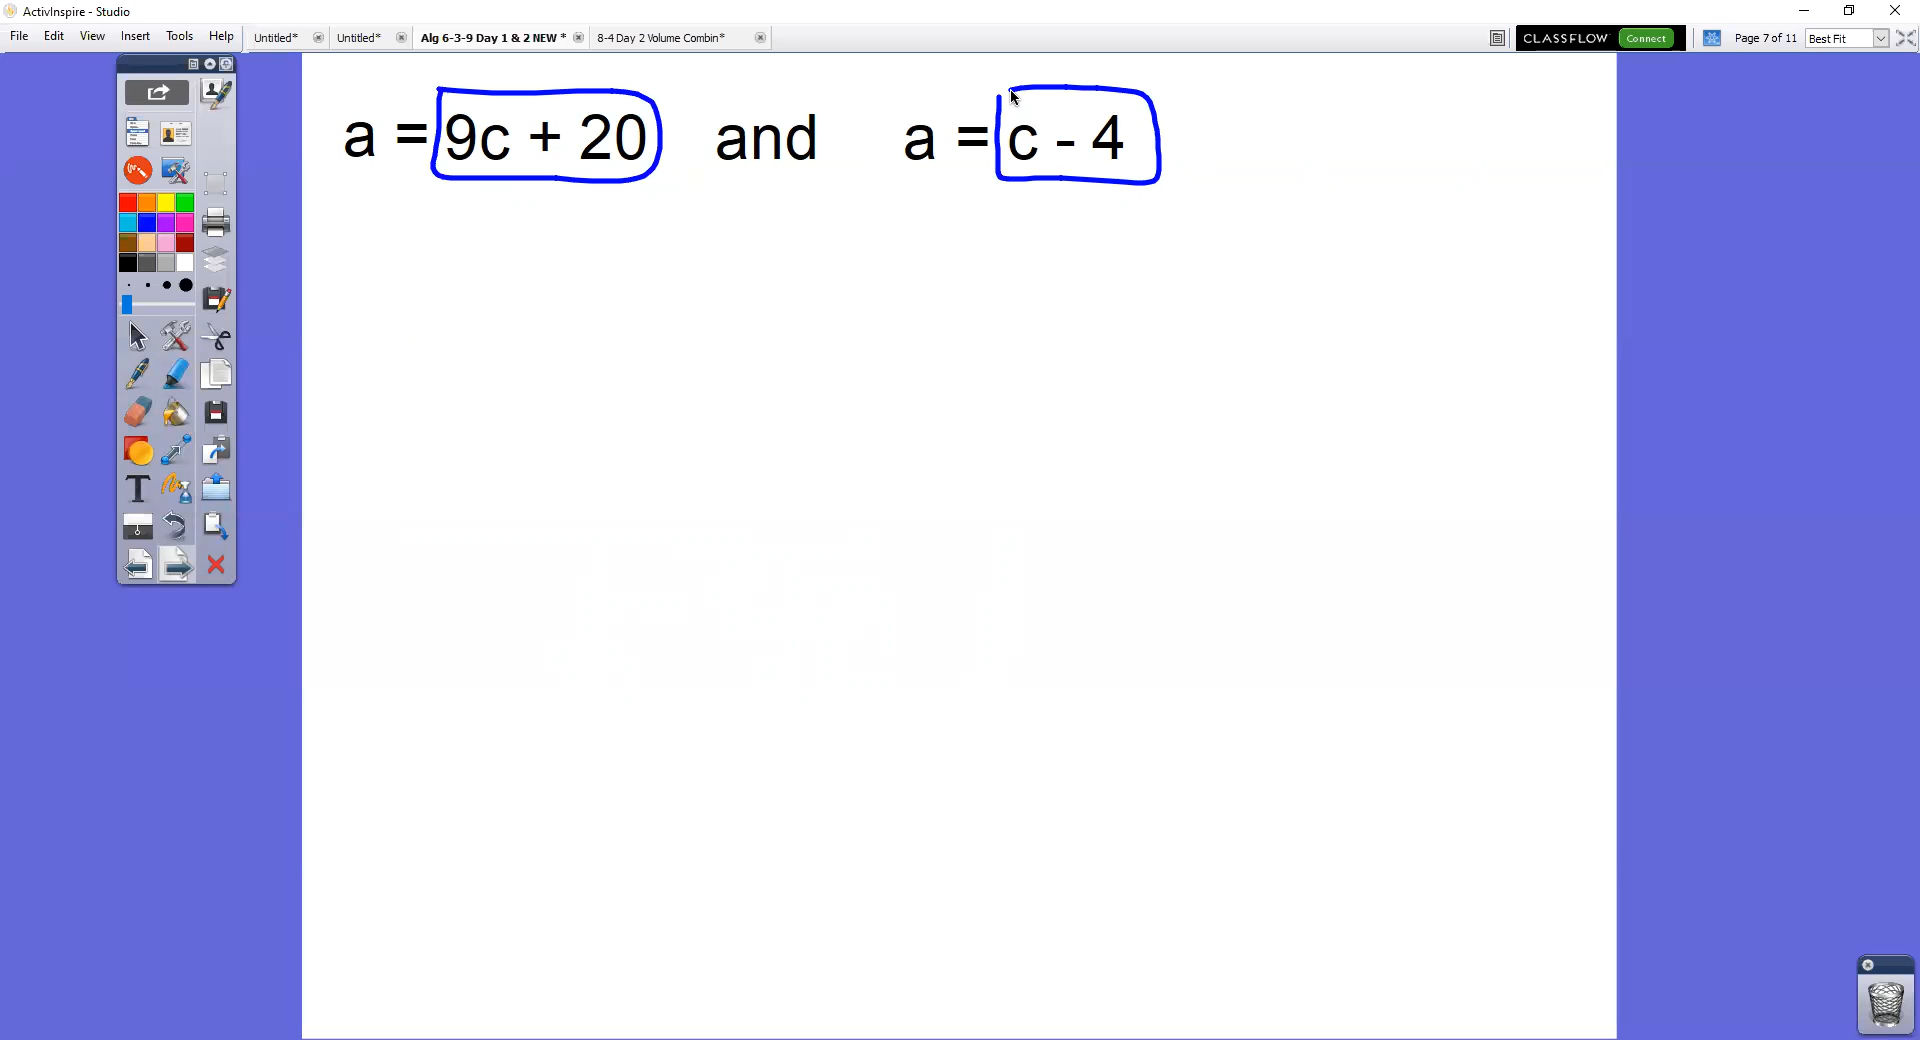 ActivInspire - Studio
File Edit View Insert Tools Help
Untitled* Untitled* Alg 6-3-9 Day 1 & 2 NEW * 8-4 Day 2 Volume Combin*
CLASSFLOW Connect Page 7 of 11 Best Fit
a = 9c + 20 and a = c - 4